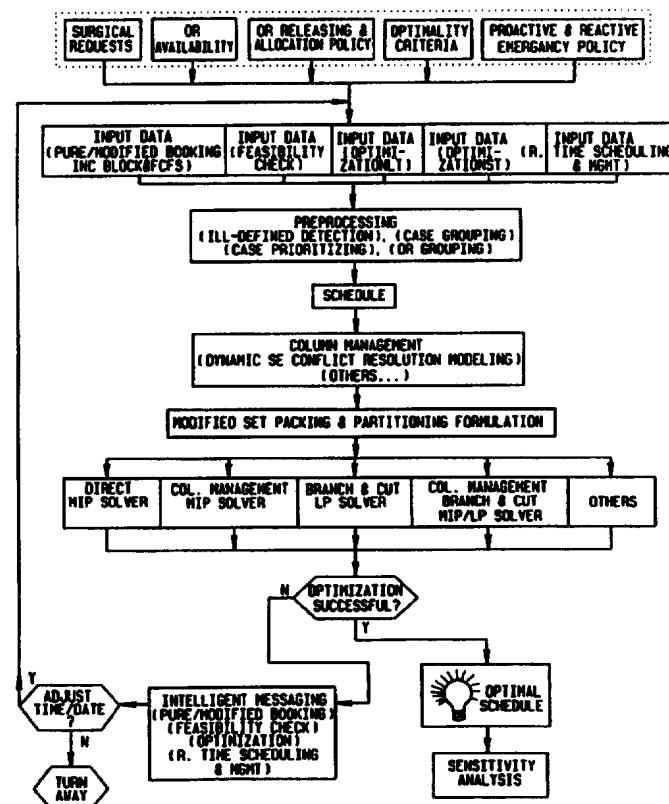 SURGICAL
REQUESTS
OR
AVAILABILITY
OR RELEASING &
ALLOCATION POLICY
OPTIMALITY
CRITERIA
PROACTIVE & REACTIVE
EMERGANCY POLICY
INPUT DATA
(PURE/MODIFIED BOOKING
INC BLOCK&FCFS)
INPUT DATA
(FEASIBILITY
CHECK)
INPUT DATA
(OPTIMI-
ZATIONLT)
INPUT DATA
(OPTIMI-
ZATIONST)
INPUT DATA
(R. TIME SCHEDULING
& MGMT)
PREPROCESSING
(ILL-DEFINED DETECTION), (CASE GROUPING)
(CASE PRIORITIZING), (OR GROUPING)
SCHEDULE
COLUMN MANAGEMENT
(DYNAMIC SE CONFLICT RESOLUTION MODELING)
(OTHERS...)
MODIFIED SET PACKING & PARTITIONING FORMULATION
DIRECT
MIP SOLVER
COL. MANAGEMENT
MIP SOLVER
BRANCH & CUT
LP SOLVER
COL. MANAGEMENT
BRANCH & CUT
MIP/LP SOLVER
OTHERS
OPTIMIZATION
SUCCESSFUL?
N
Y
Y
ADJUST
TIME/DATE
?
N
TURN
AWAY
INTELLIGENT MESSAGING
(PURE/MODIFIED BOOKING)
(FEASIBILITY CHECK)
(OPTIMIZATION)
(R. TIME SCHEDULING
& MGMT)
OPTIMAL
SCHEDULE
SENSITIVITY
ANALYSIS